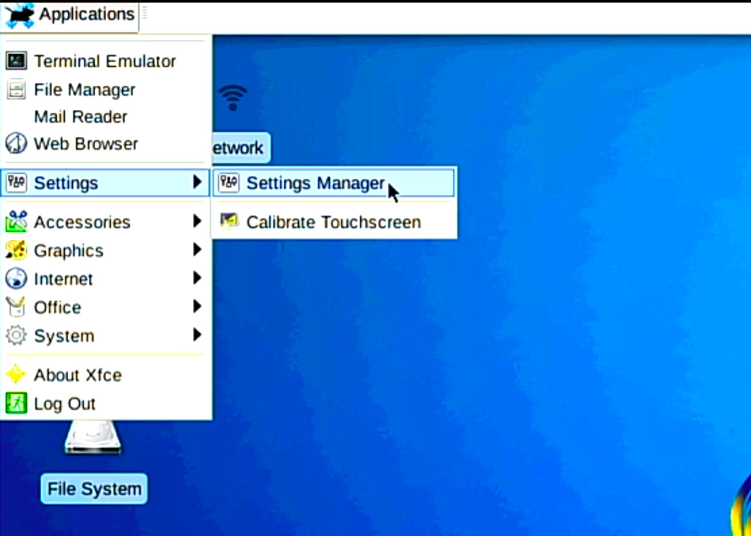 Applications
Terminal Emulator
File Manager
Mail Reader
Web Browser
etwork
Settings
Settings Manager
Accessories
Calibrate Touchscreen
Graphics
Internet
Office
System
About Xfce
Log Out
File System